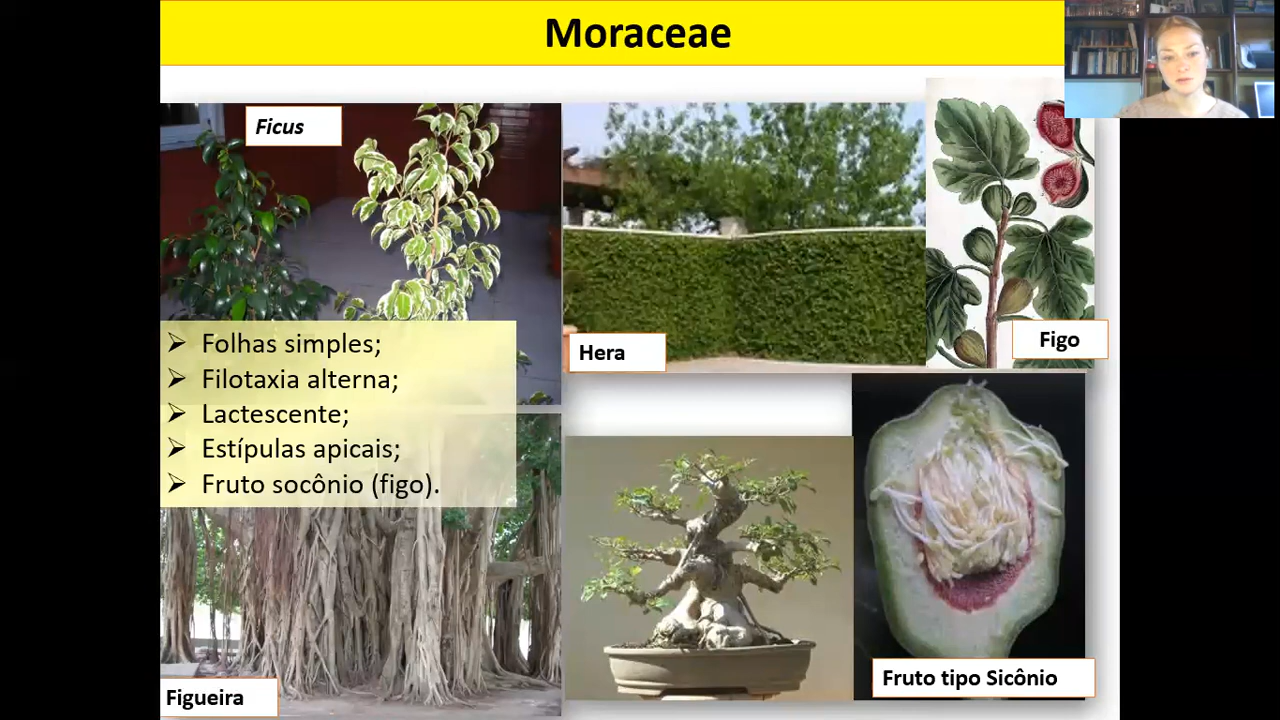 Moraceae
Ficus
Hera
Figo
Folhas simples;
Filotaxia alterna;
Lactescente;
Estípulas apicais;
Fruto socônio (figo).
Figueira
Fruto tipo Sicônio